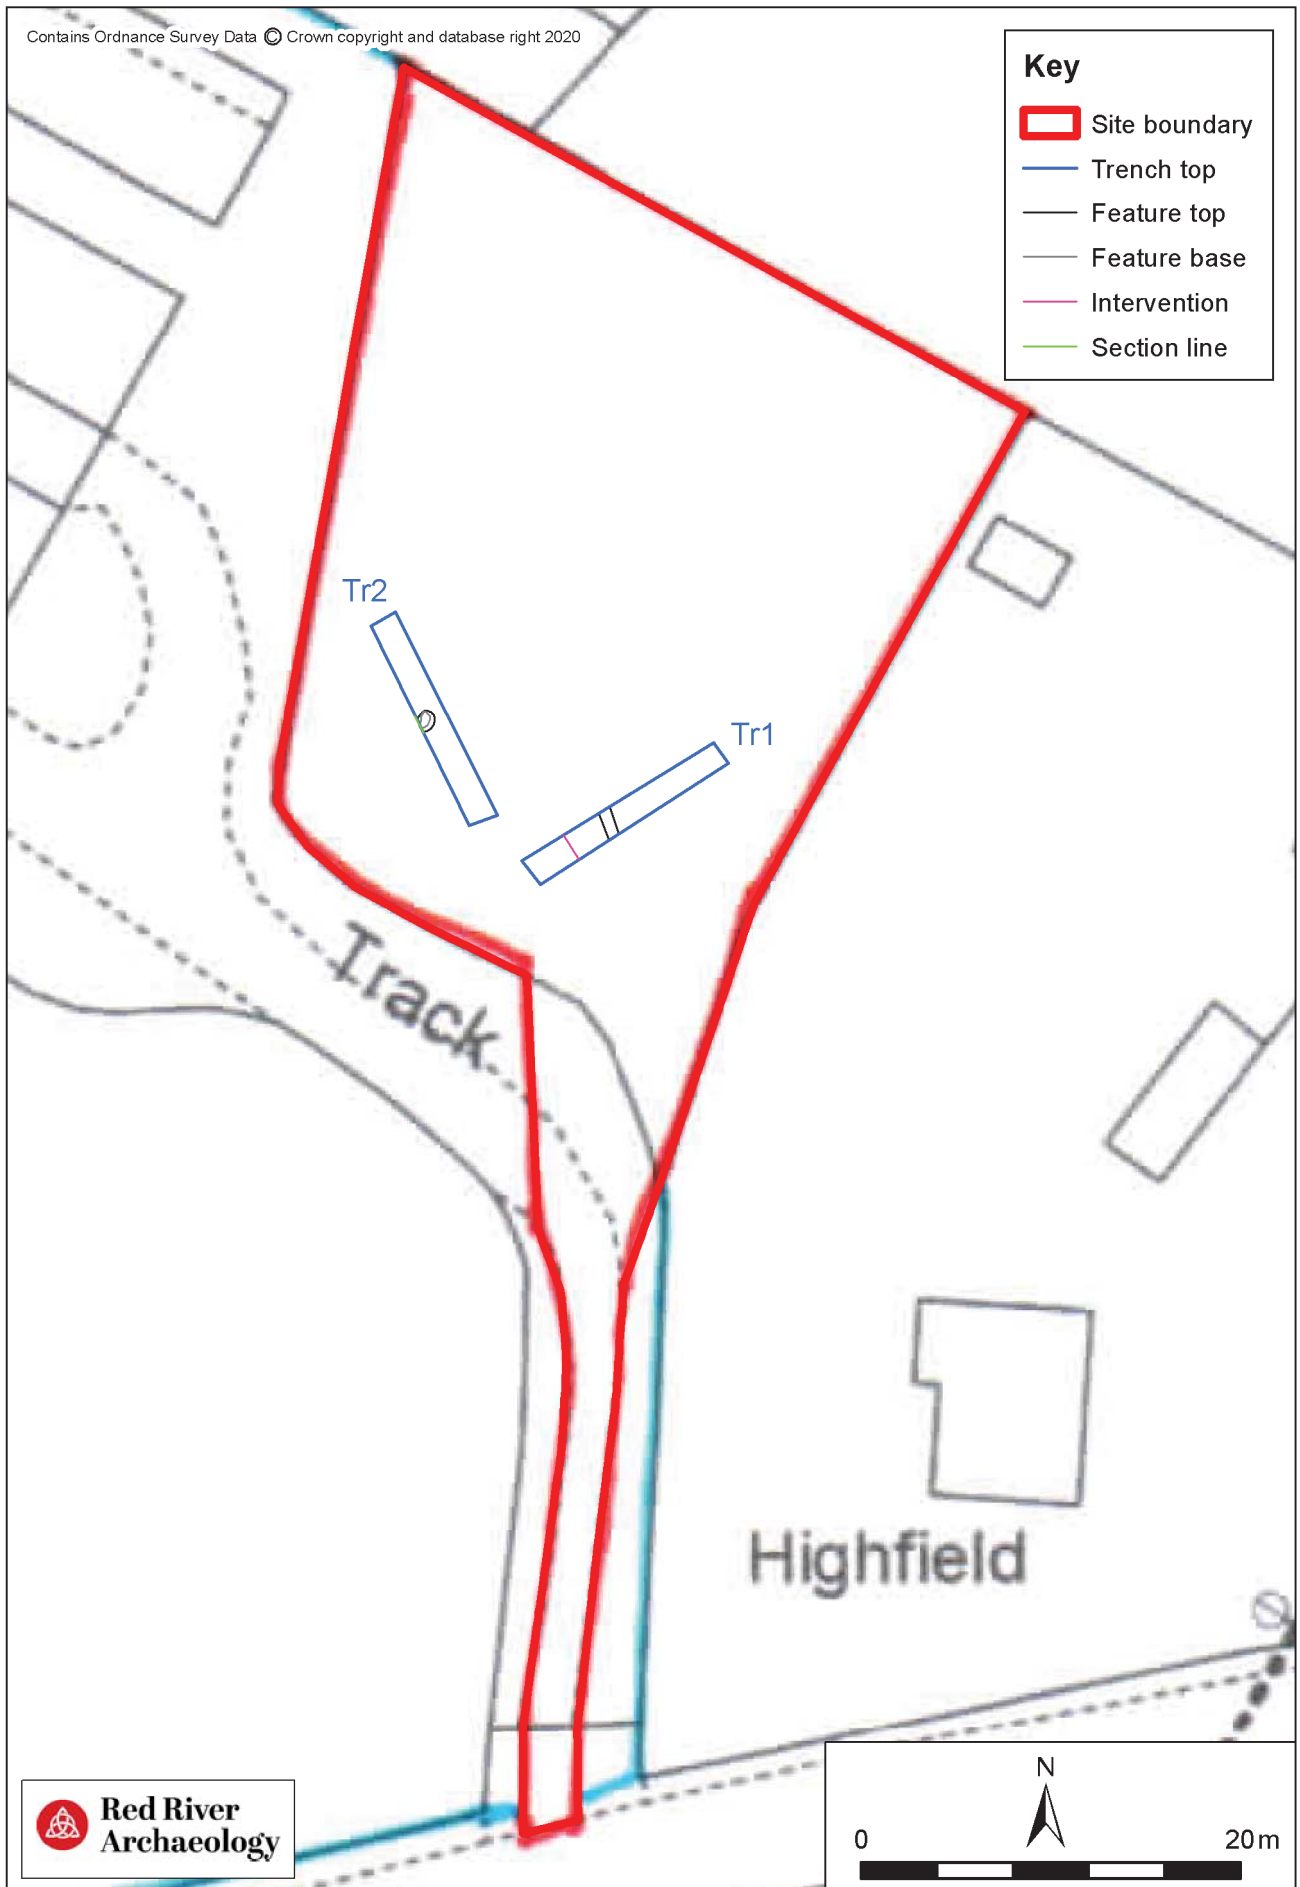 Contains Ordnance Survey Data © Crown copyright and database right 2020
Key
Site boundary
Trench top
Feature top
Feature base
Intervention
Section line
Tr2
Tr1
Track
Highfield
Red River
Archaeology
N
0 20m